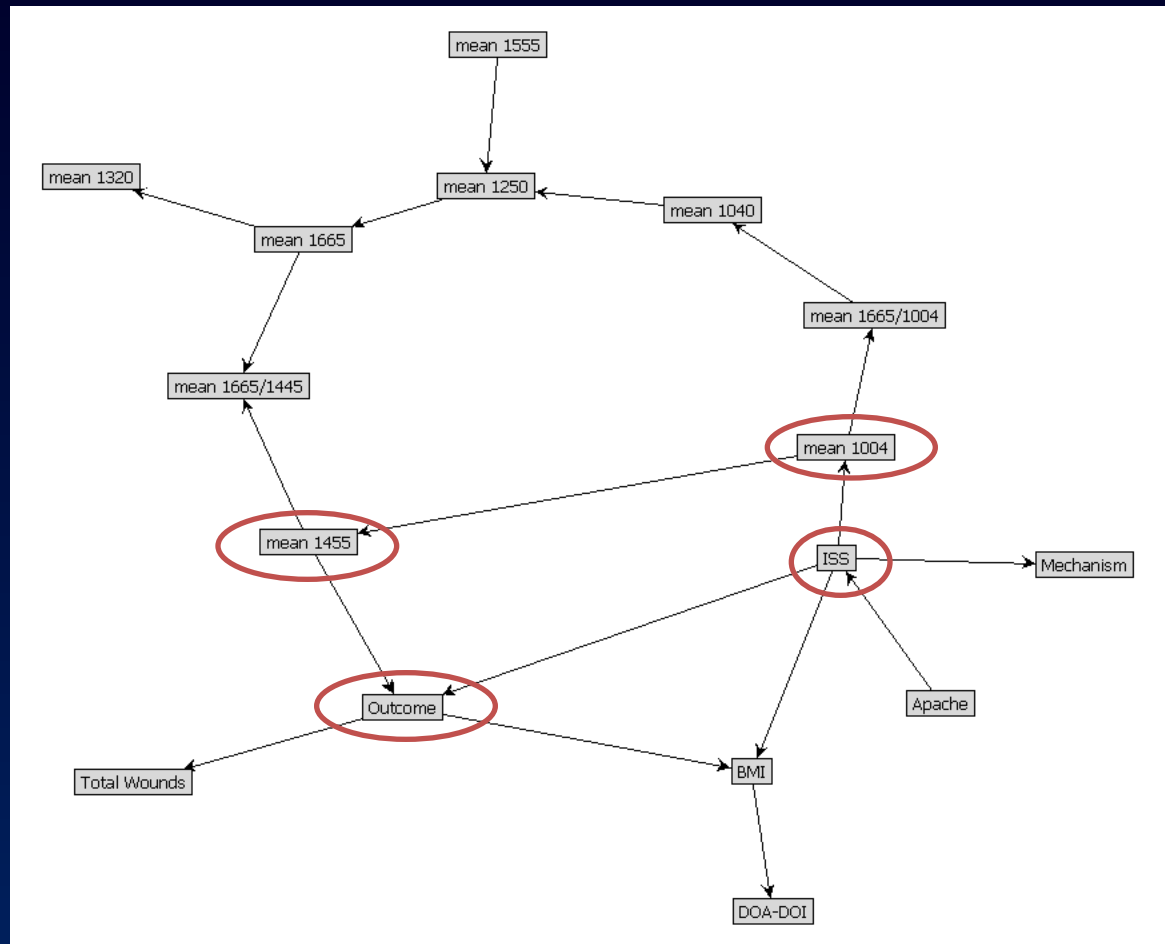 mean 1555
mean 1320
mean 1250
mean 1040
mean 1665
mean 1665/1004
mean 1665/1445
mean 1004
mean 1455
ISS
Mechanism
Outcome
Apache
Total Wounds
BMI
DOA-DOI